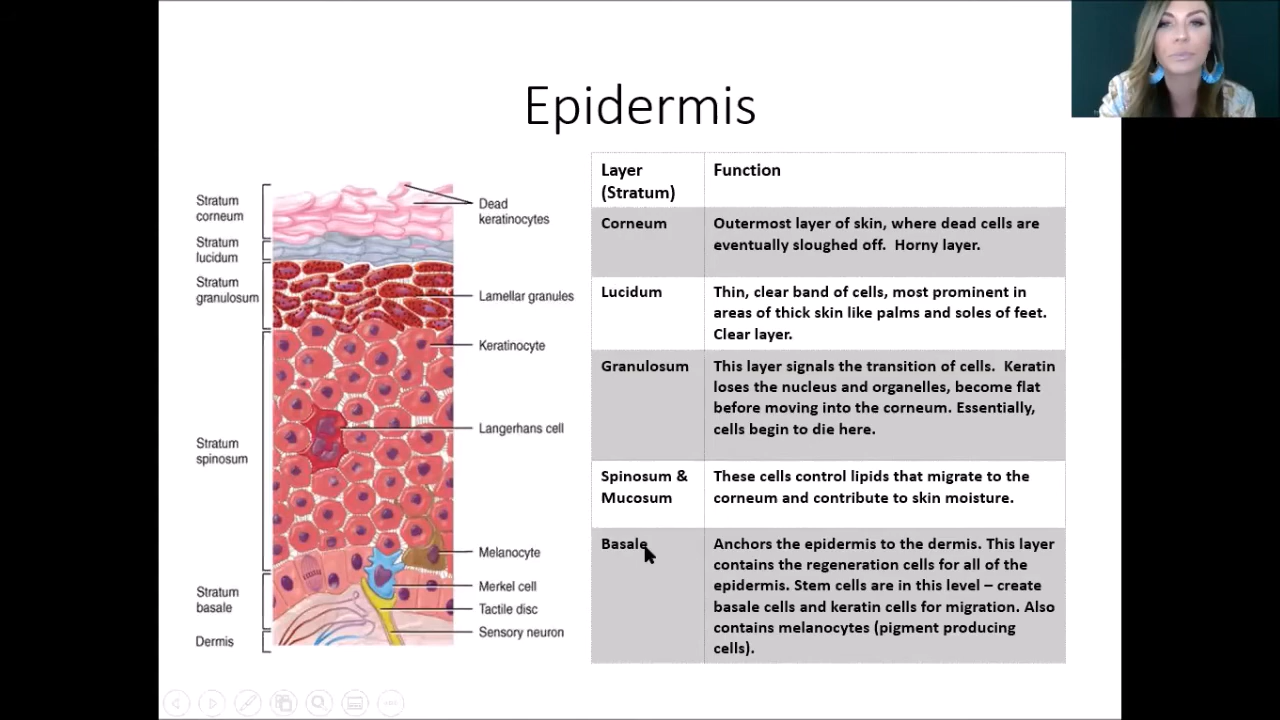 Epidermis
Stratum
corneum
Stratum
lucidum
Stratum
granulosum
Stratum
spinosum
Stratum
basale
Dermis
Dead
keratinocytes
Lamellar granules
Keratinocyte
Langerhans cell
Melanocyte
Merkel cell
Tactile disc
Sensory neuron
Layer
(Stratum)
Function
Corneum
Outermost layer of skin, where dead cells are
eventually sloughed off. Horny layer.
Lucidum
Thin, clear band of cells, most prominent in
areas of thick skin like palms and soles of feet.
Clear layer.
Granulosum
This layer signals the transition of cells. Keratin
loses the nucleus and organelles, become flat
before moving into the corneum. Essentially,
cells begin to die here.
Spinosum &
Mucosum
These cells control lipids that migrate to the
corneum and contribute to skin moisture.
Basale
Anchors the epidermis to the dermis. This layer
contains the regeneration cells for all of the
epidermis. Stem cells are in this level – create
basale cells and keratin cells for migration. Also
contains melanocytes (pigment producing
cells).